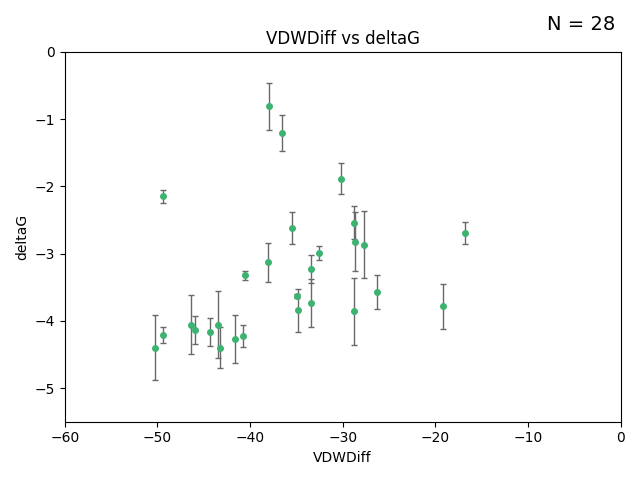 N = 28
VDWDiff vs deltaG
0
−1
−2
−3
−4
−5
deltaG
−60 −50 −40 −30 −20 −10 0
VDWDiff